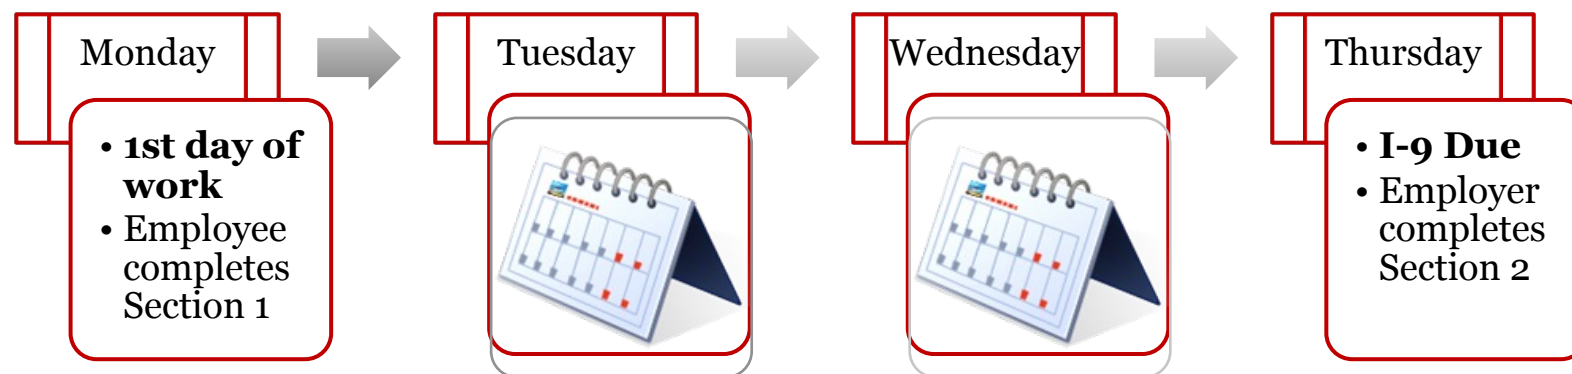 Monday
Tuesday
Wednesday
Thursday
• 1st day of
work
• Employee
completes
Section 1
• I-9 Due
• Employer
completes
Section 2